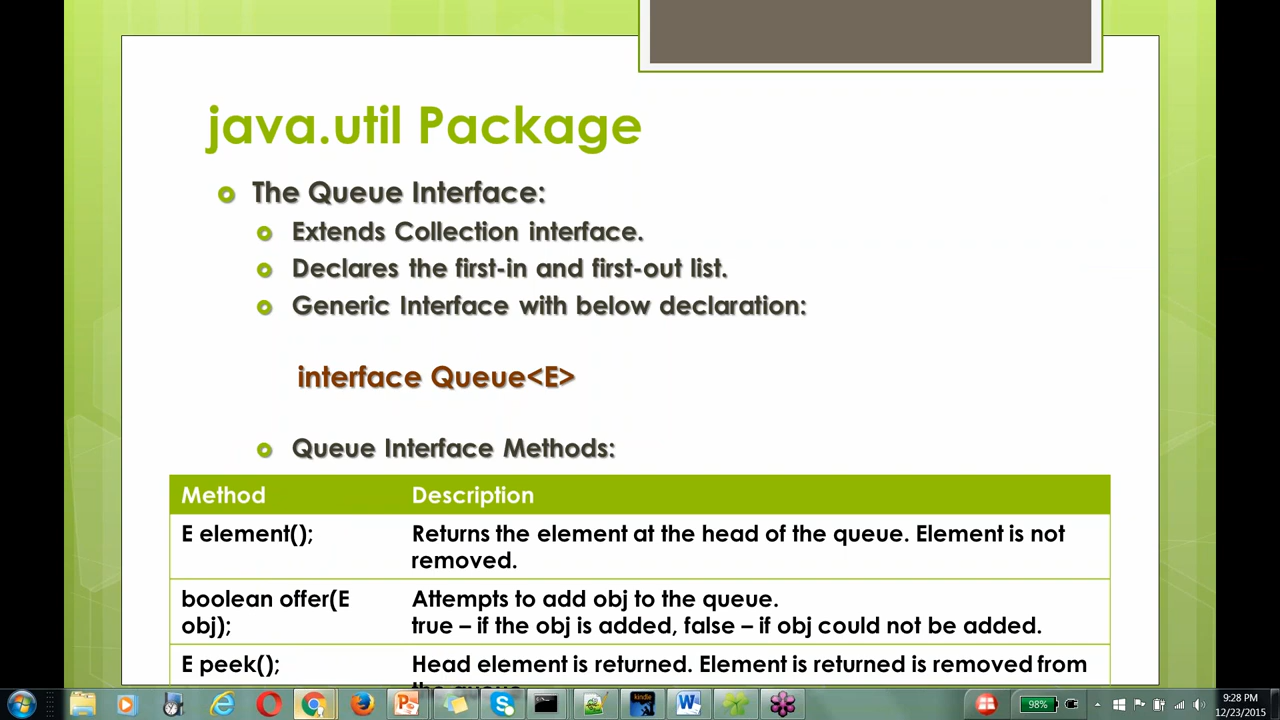 java.util Package
The Queue Interface:
Extends Collection interface.
Declares the first-in and first-out list.
Generic Interface with below declaration:
interface Queue<E>
Queue Interface Methods:
Method Description
E element(); Returns the element at the head of the queue. Element is not
removed.
boolean offer(E Attempts to add obj to the queue.
obj); true – if the obj is added, false – if obj could not be added.
E peek(); Head element is returned. Element is returned is removed from
kindle
98%
9:28 PM
12/23/2015